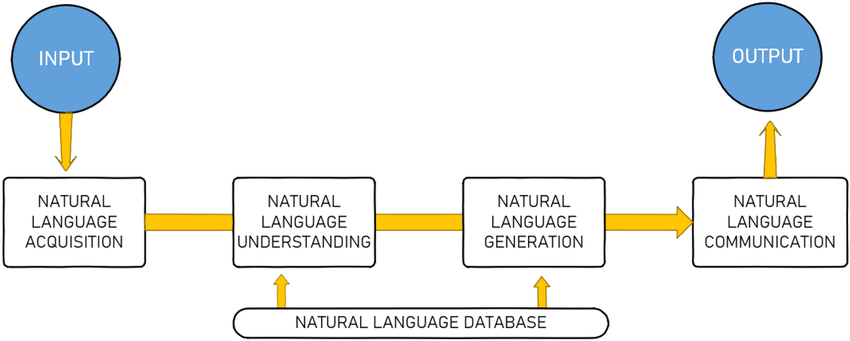 INPUT
OUTPUT
NATURAL
LANGUAGE
ACQUISITION
NATURAL
LANGUAGE
UNDERSTANDING
NATURAL
LANGUAGE
GENERATION
NATURAL
LANGUAGE
COMMUNICATION
NATURAL LANGUAGE DATABASE